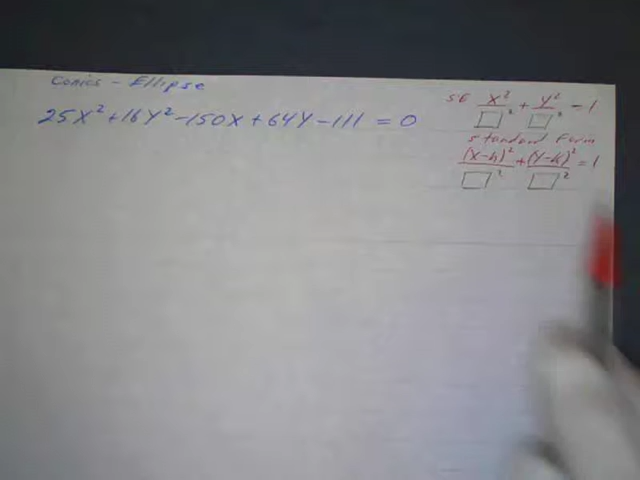 Conics - Ellipse
25x² + 16y² - 150x + 64y - 111 = 0
x²/□² + y²/□² = 1
standard form
(x-h)²/□² + (y-k)²/□² = 1